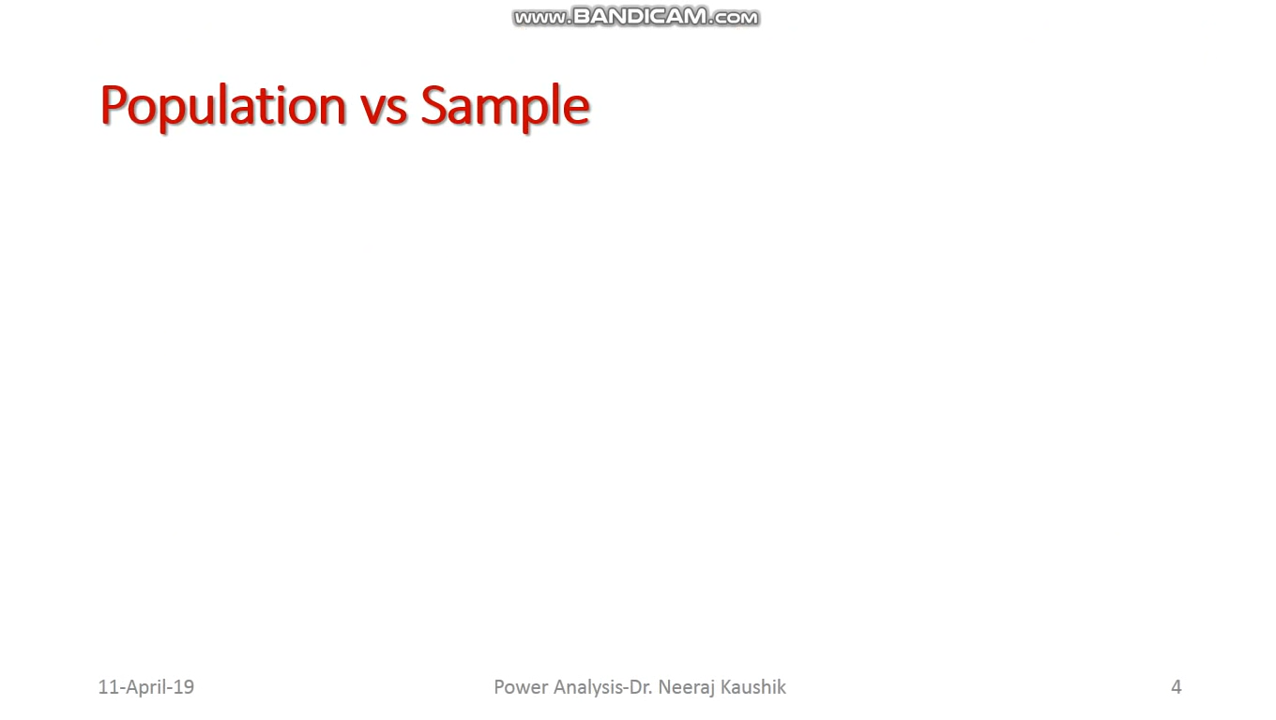 www.BANDICAM.com
Population vs Sample
11-April-19
Power Analysis-Dr. Neeraj Kaushik
4